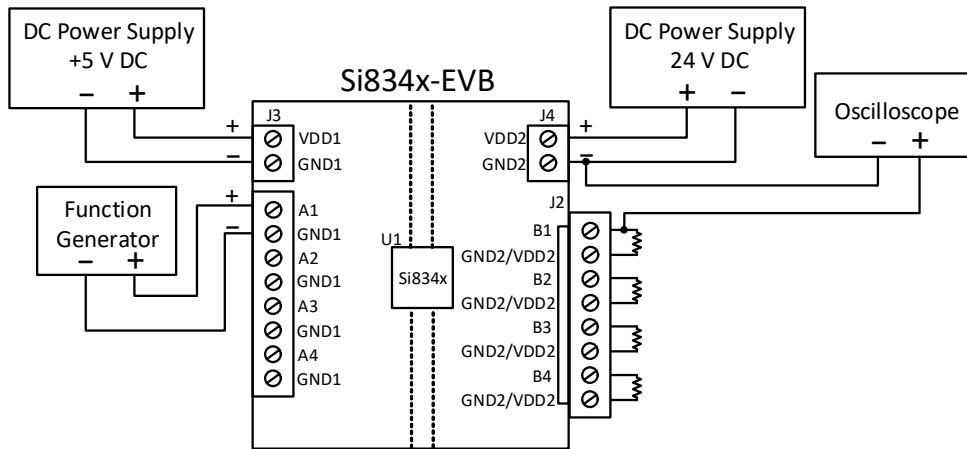 DC Power Supply
+5 V DC
− +
DC Power Supply
24 V DC
+ −
Si834x-EVB
Oscilloscope
− +
J3
+
VDD1
−
GND1
J4
VDD2
+
GND2
−
Function
Generator
− +
+
A1
−
GND1
A2
GND1
A3
GND1
A4
GND1
U1
Si834x
J2
B1
GND2/VDD2
B2
GND2/VDD2
B3
GND2/VDD2
B4
GND2/VDD2